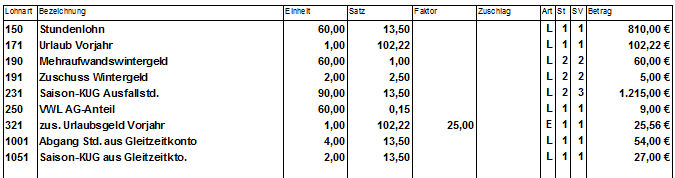 Lohnart Bezeichnung Einheit Satz Faktor Zuschlag Art St SV Betrag
150 Stundenlohn 60,00 13,50 L 1 1 810,00 €
171 Urlaub Vorjahr 1,00 102,22 L 1 1 102,22 €
190 Mehraufwandswintergeld 60,00 1,00 L 2 2 60,00 €
191 Zuschuss Wintergeld 2,00 2,50 L 2 2 5,00 €
231 Saison-KUG Ausfallstd. 90,00 13,50 L 2 3 1.215,00 €
250 VWL AG-Anteil 60,00 0,15 L 1 1 9,00 €
321 zus. Urlaubsgeld Vorjahr 1,00 102,22 25,00 E 1 1 25,56 €
1001 Abgang Std. aus Gleitzeitkonto 4,00 13,50 L 1 1 54,00 €
1051 Saison-KUG aus Gleitzeitkto. 2,00 13,50 L 1 1 27,00 €